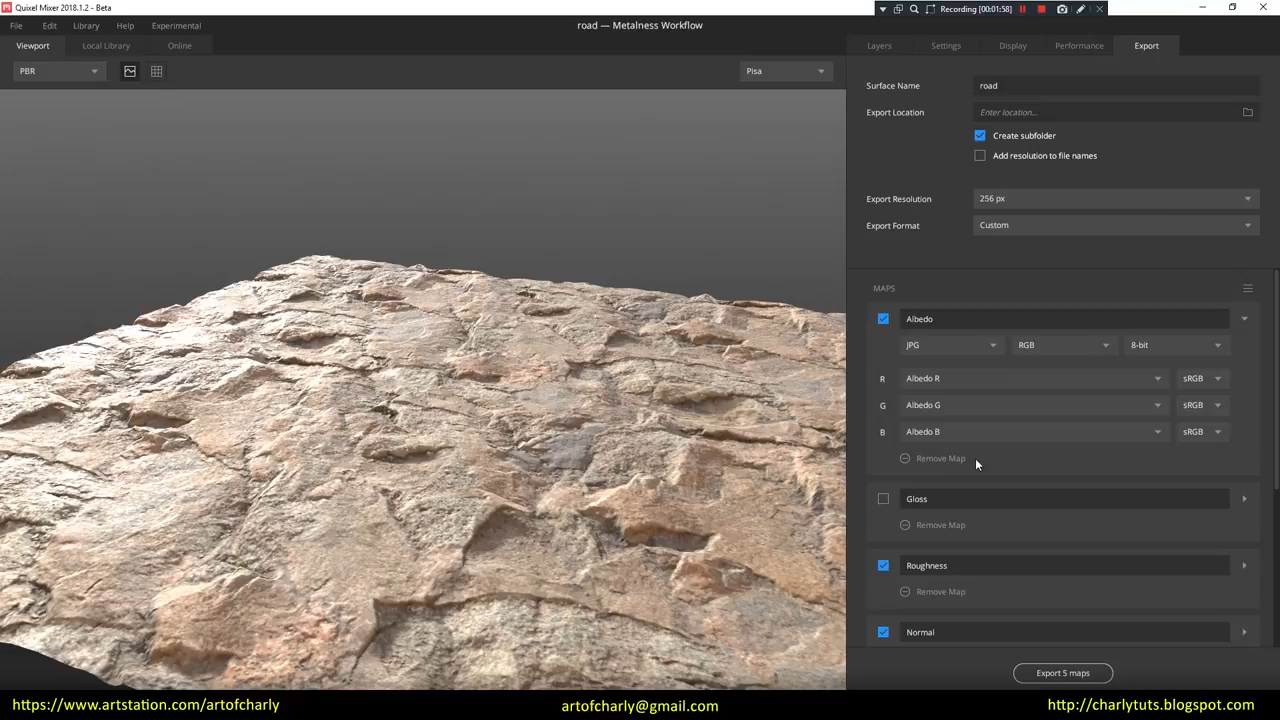 Quixel Mixer 2018.1.2 - Beta
Recording [00:01:58]
File Edit Library Help Experimental
road — Metalness Workflow
Viewport Local Library Online
Layers Settings Display Performance Export
PBR
Pisa
Surface Name road
Export Location Enter location...
Create subfolder
Add resolution to file names
Export Resolution 256 px
Export Format Custom
MAPS
Albedo
JPG RGB 8-bit
R Albedo R sRGB
G Albedo G sRGB
B Albedo B sRGB
Remove Map
Gloss
Remove Map
Roughness
Remove Map
Normal
Export 5 maps
https://www.artstation.com/artofcharly
artofcharly@gmail.com
http://charlytuts.blogspot.com